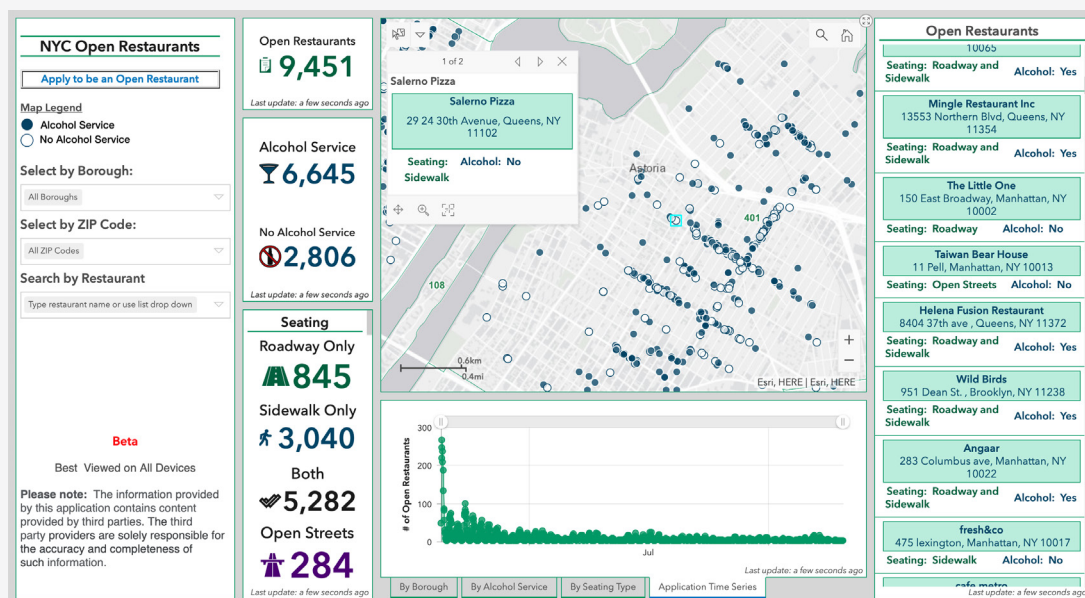 NYC Open Restaurants
Apply to be an Open Restaurant
Map Legend
Alcohol Service
No Alcohol Service
Select by Borough:
All Boroughs
Select by ZIP Code:
All ZIP Codes
Search by Restaurant
Type restaurant name or use list drop down
Beta
Best Viewed on All Devices
Please note: The information provided
by this application contains content
provided by third parties. The third
party providers are solely responsible for
the accuracy and completeness of
such information.
Open Restaurants
9,451
Last update: a few seconds ago
Alcohol Service
6,645
No Alcohol Service
2,806
Last update: a few seconds ago
Seating
Roadway Only
845
Sidewalk Only
3,040
Both
5,282
Open Streets
284
Last update: a few seconds ago
1 of 2
Salerno Pizza
Salerno Pizza
29 24 30th Avenue, Queens, NY
11102
Seating: Alcohol: No
Sidewalk
Astoria
401
108
0.6km
0.4mi
Esri, HERE | Esri, HERE
300
200
100
0
# of Open Restaurants
Jul
Last update: a few seconds ago
By Borough
By Alcohol Service
By Seating Type
Application Time Series
Open Restaurants
10065
Seating: Roadway and
Sidewalk
Alcohol: Yes
Mingle Restaurant Inc
13553 Northern Blvd, Queens, NY
11354
Seating: Roadway and
Sidewalk
Alcohol: Yes
The Little One
150 East Broadway, Manhattan, NY
10002
Seating: Roadway Alcohol: No
Taiwan Bear House
11 Pell, Manhattan, NY 10013
Seating: Open Streets Alcohol: No
Helena Fusion Restaurant
8404 37th ave , Queens, NY 11372
Seating: Roadway and
Sidewalk
Alcohol: Yes
Wild Birds
951 Dean St. , Brooklyn, NY 11238
Seating: Roadway and
Sidewalk
Alcohol: Yes
Angaar
283 Columbus ave, Manhattan, NY
10022
Seating: Roadway and
Sidewalk
Alcohol: Yes
fresh&co
475 lexington, Manhattan, NY 10017
Seating: Sidewalk Alcohol: No
cafe metro
Last update: a few seconds ago